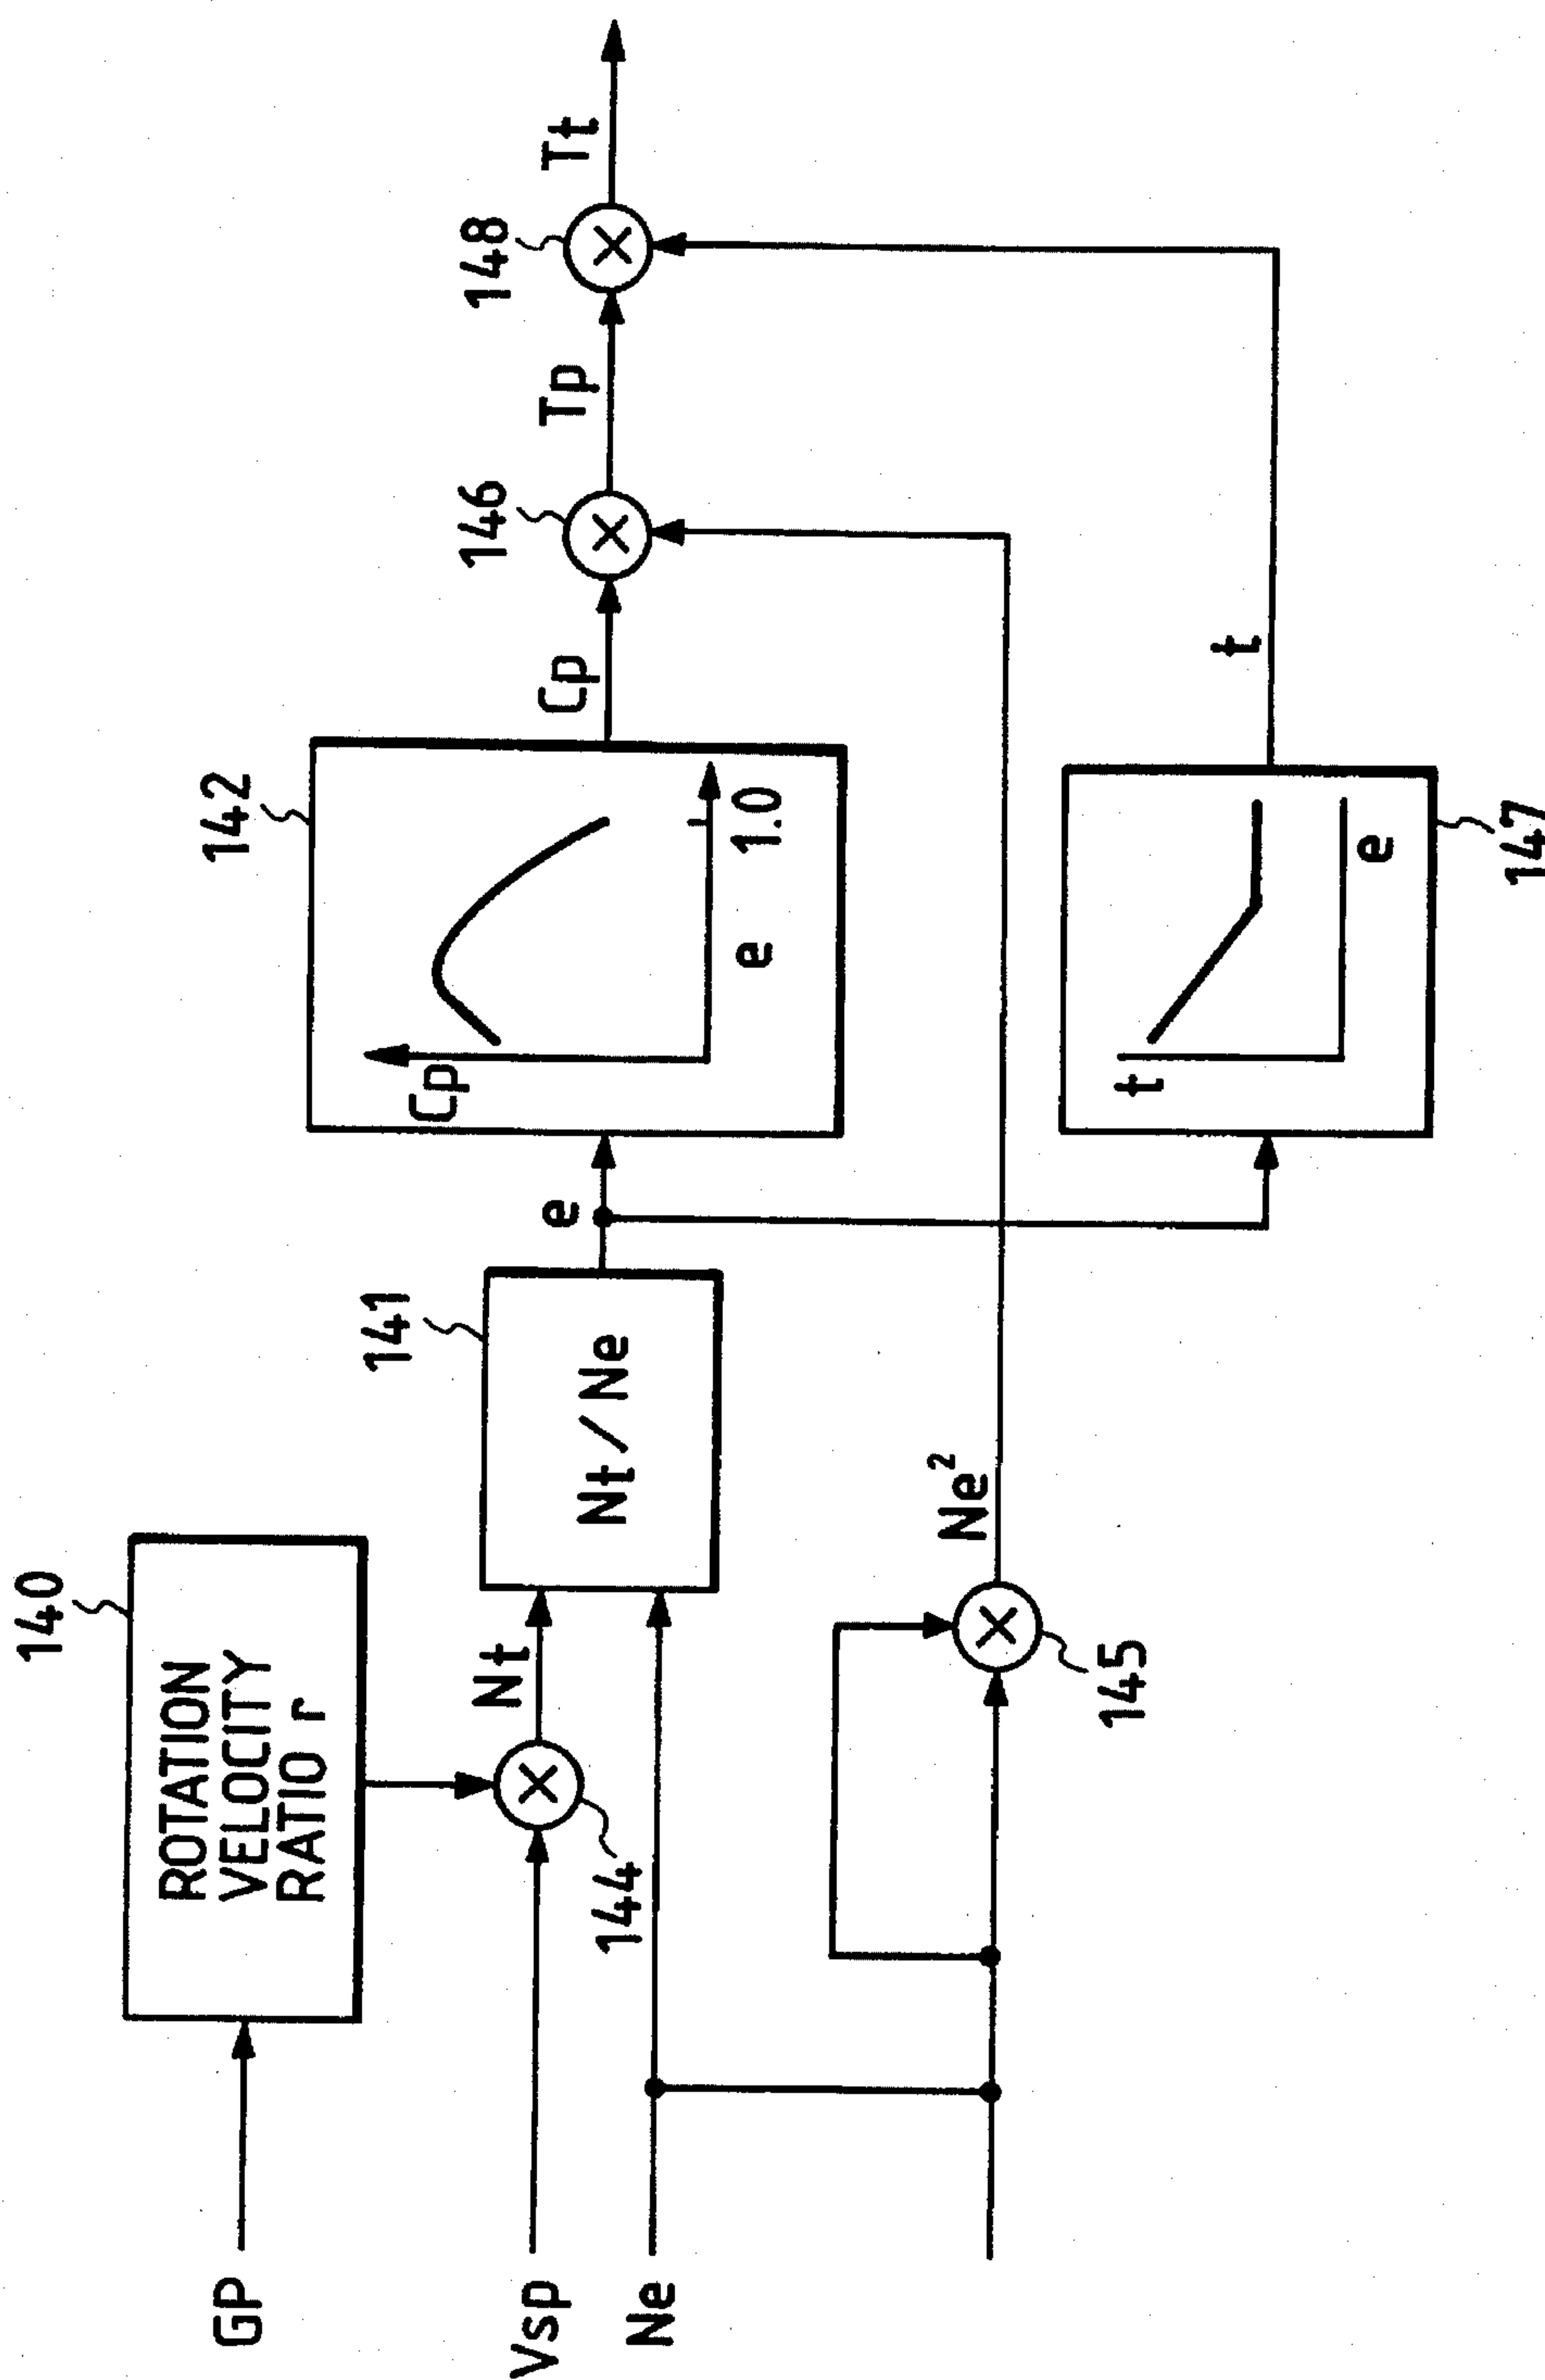 140
ROTATION
VELOCITY
RATIO r
GP
Vsp
144
Nt
Ne
141
Nt/Ne
e
142
Cp
e
1.0
Cp
146
Tp
148
Tt
145
Ne²
147
t
e
t